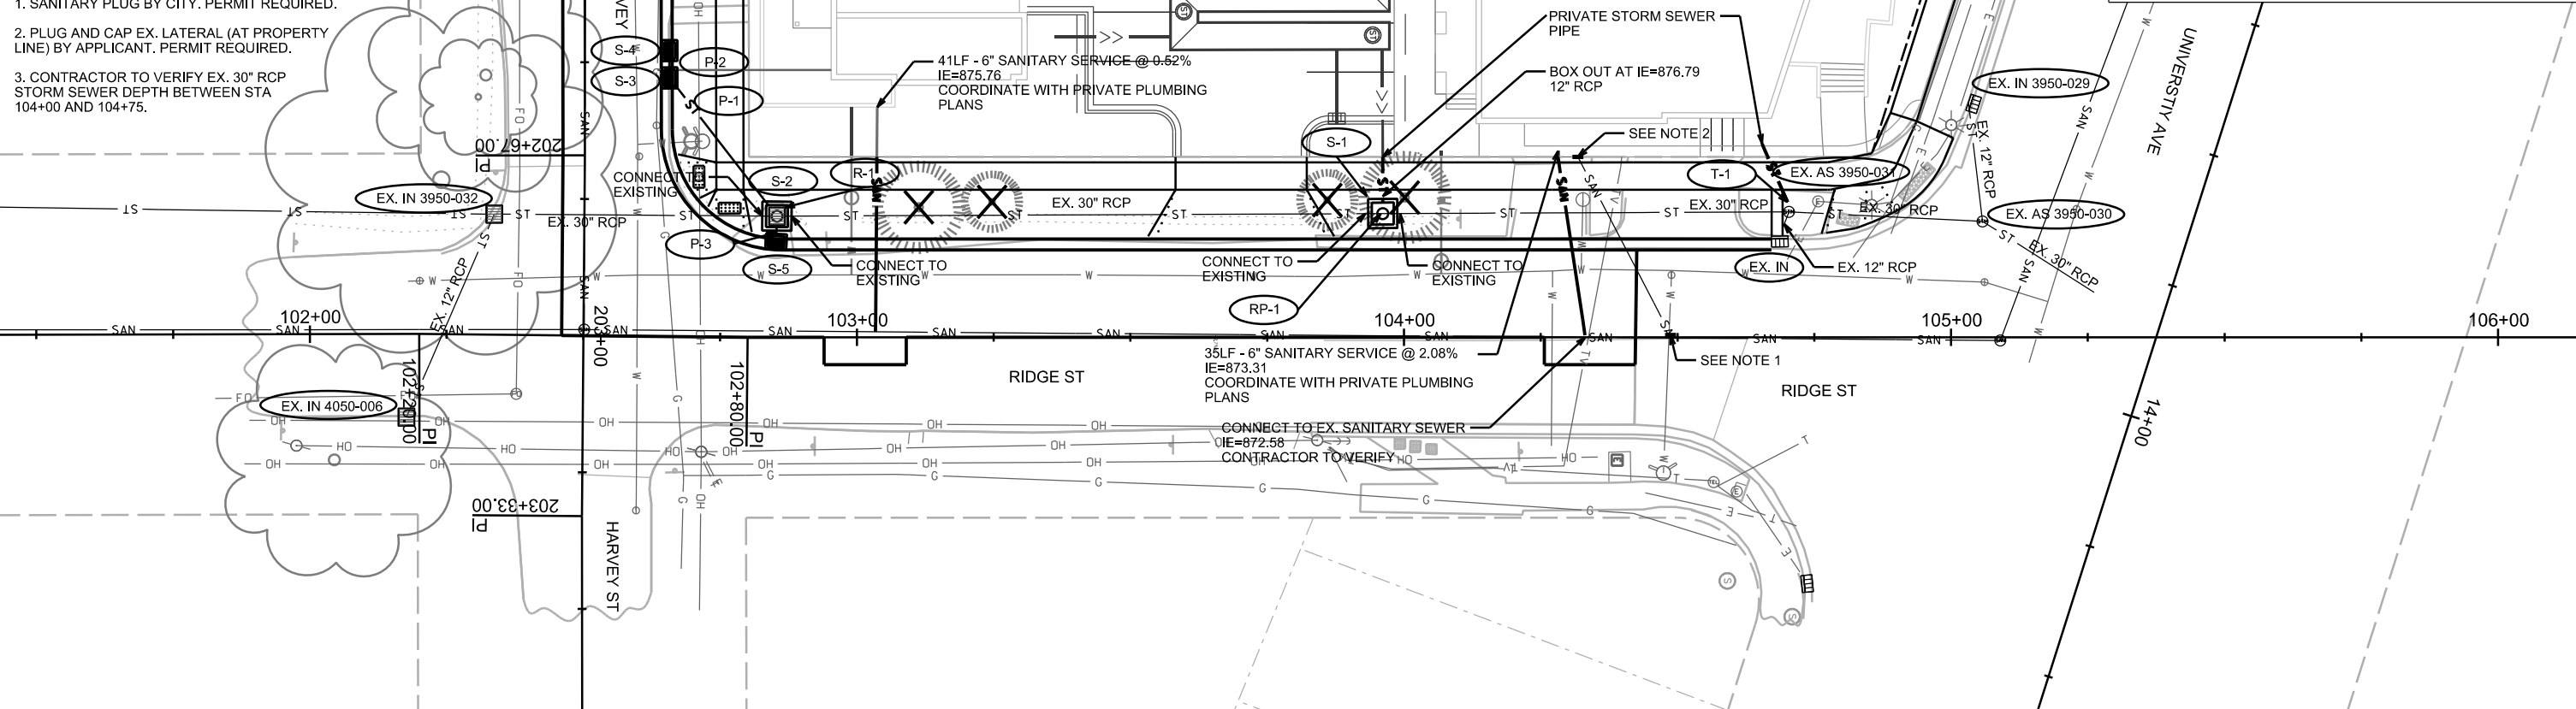 1. SANITARY PLUG BY CITY. PERMIT REQUIRED.
2. PLUG AND CAP EX. LATERAL (AT PROPERTY
LINE) BY APPLICANT. PERMIT REQUIRED.
3. CONTRACTOR TO VERIFY EX. 30" RCP
STORM SEWER DEPTH BETWEEN STA
104+00 AND 104+75.
S-4
S-3
P-2
P-1
41LF - 6" SANITARY SERVICE @ 0.52%
IE=875.76
COORDINATE WITH PRIVATE PLUMBING
PLANS
PRIVATE STORM SEWER
PIPE
BOX OUT AT IE=876.79
12" RCP
SEE NOTE 2
S-1
T-1
EX. AS 3950-031
EX. IN 3950-029
EX. 12" RCP
EX. AS 3950-030
UNIVERSTIY AVE
202+67.00
PI
EX. IN 3950-032
CONNECT TO
EXISTING
S-2
R-1
EX. 30" RCP
EX. 30" RCP
EX. 30" RCP
EX. 30" RCP
EX. 30" RCP
P-3
S-5
CONNECT TO
EXISTING
CONNECT TO
EXISTING
CONNECT TO
EXISTING
RP-1
EX. IN
EX. 12" RCP
EX. 12" RCP
102+00
203+00
103+00
104+00
105+00
106+00
102+20.00
PI
102+80.00
PI
EX. IN 4050-006
RIDGE ST
35LF - 6" SANITARY SERVICE @ 2.08%
IE=873.31
COORDINATE WITH PRIVATE PLUMBING
PLANS
SEE NOTE 1
RIDGE ST
CONNECT TO EX. SANITARY SEWER
IE=872.58
CONTRACTOR TO VERIFY
14+00
203+33.00
PI
HARVEY ST